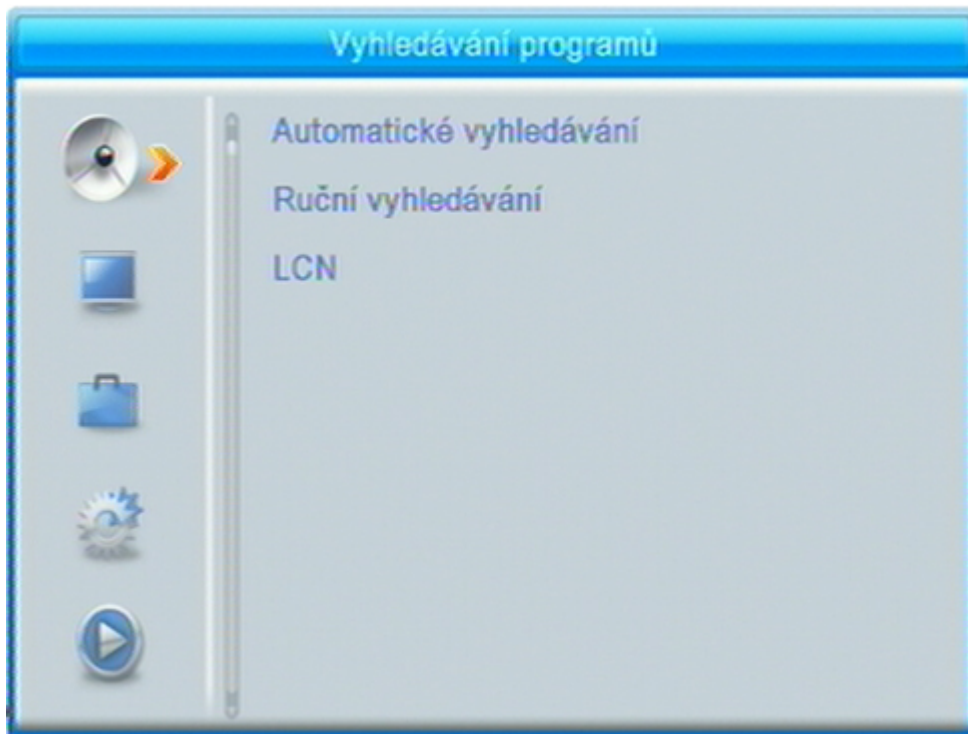 Vyhledávání programů
Automatické vyhledávání
Ruční vyhledávání
LCN